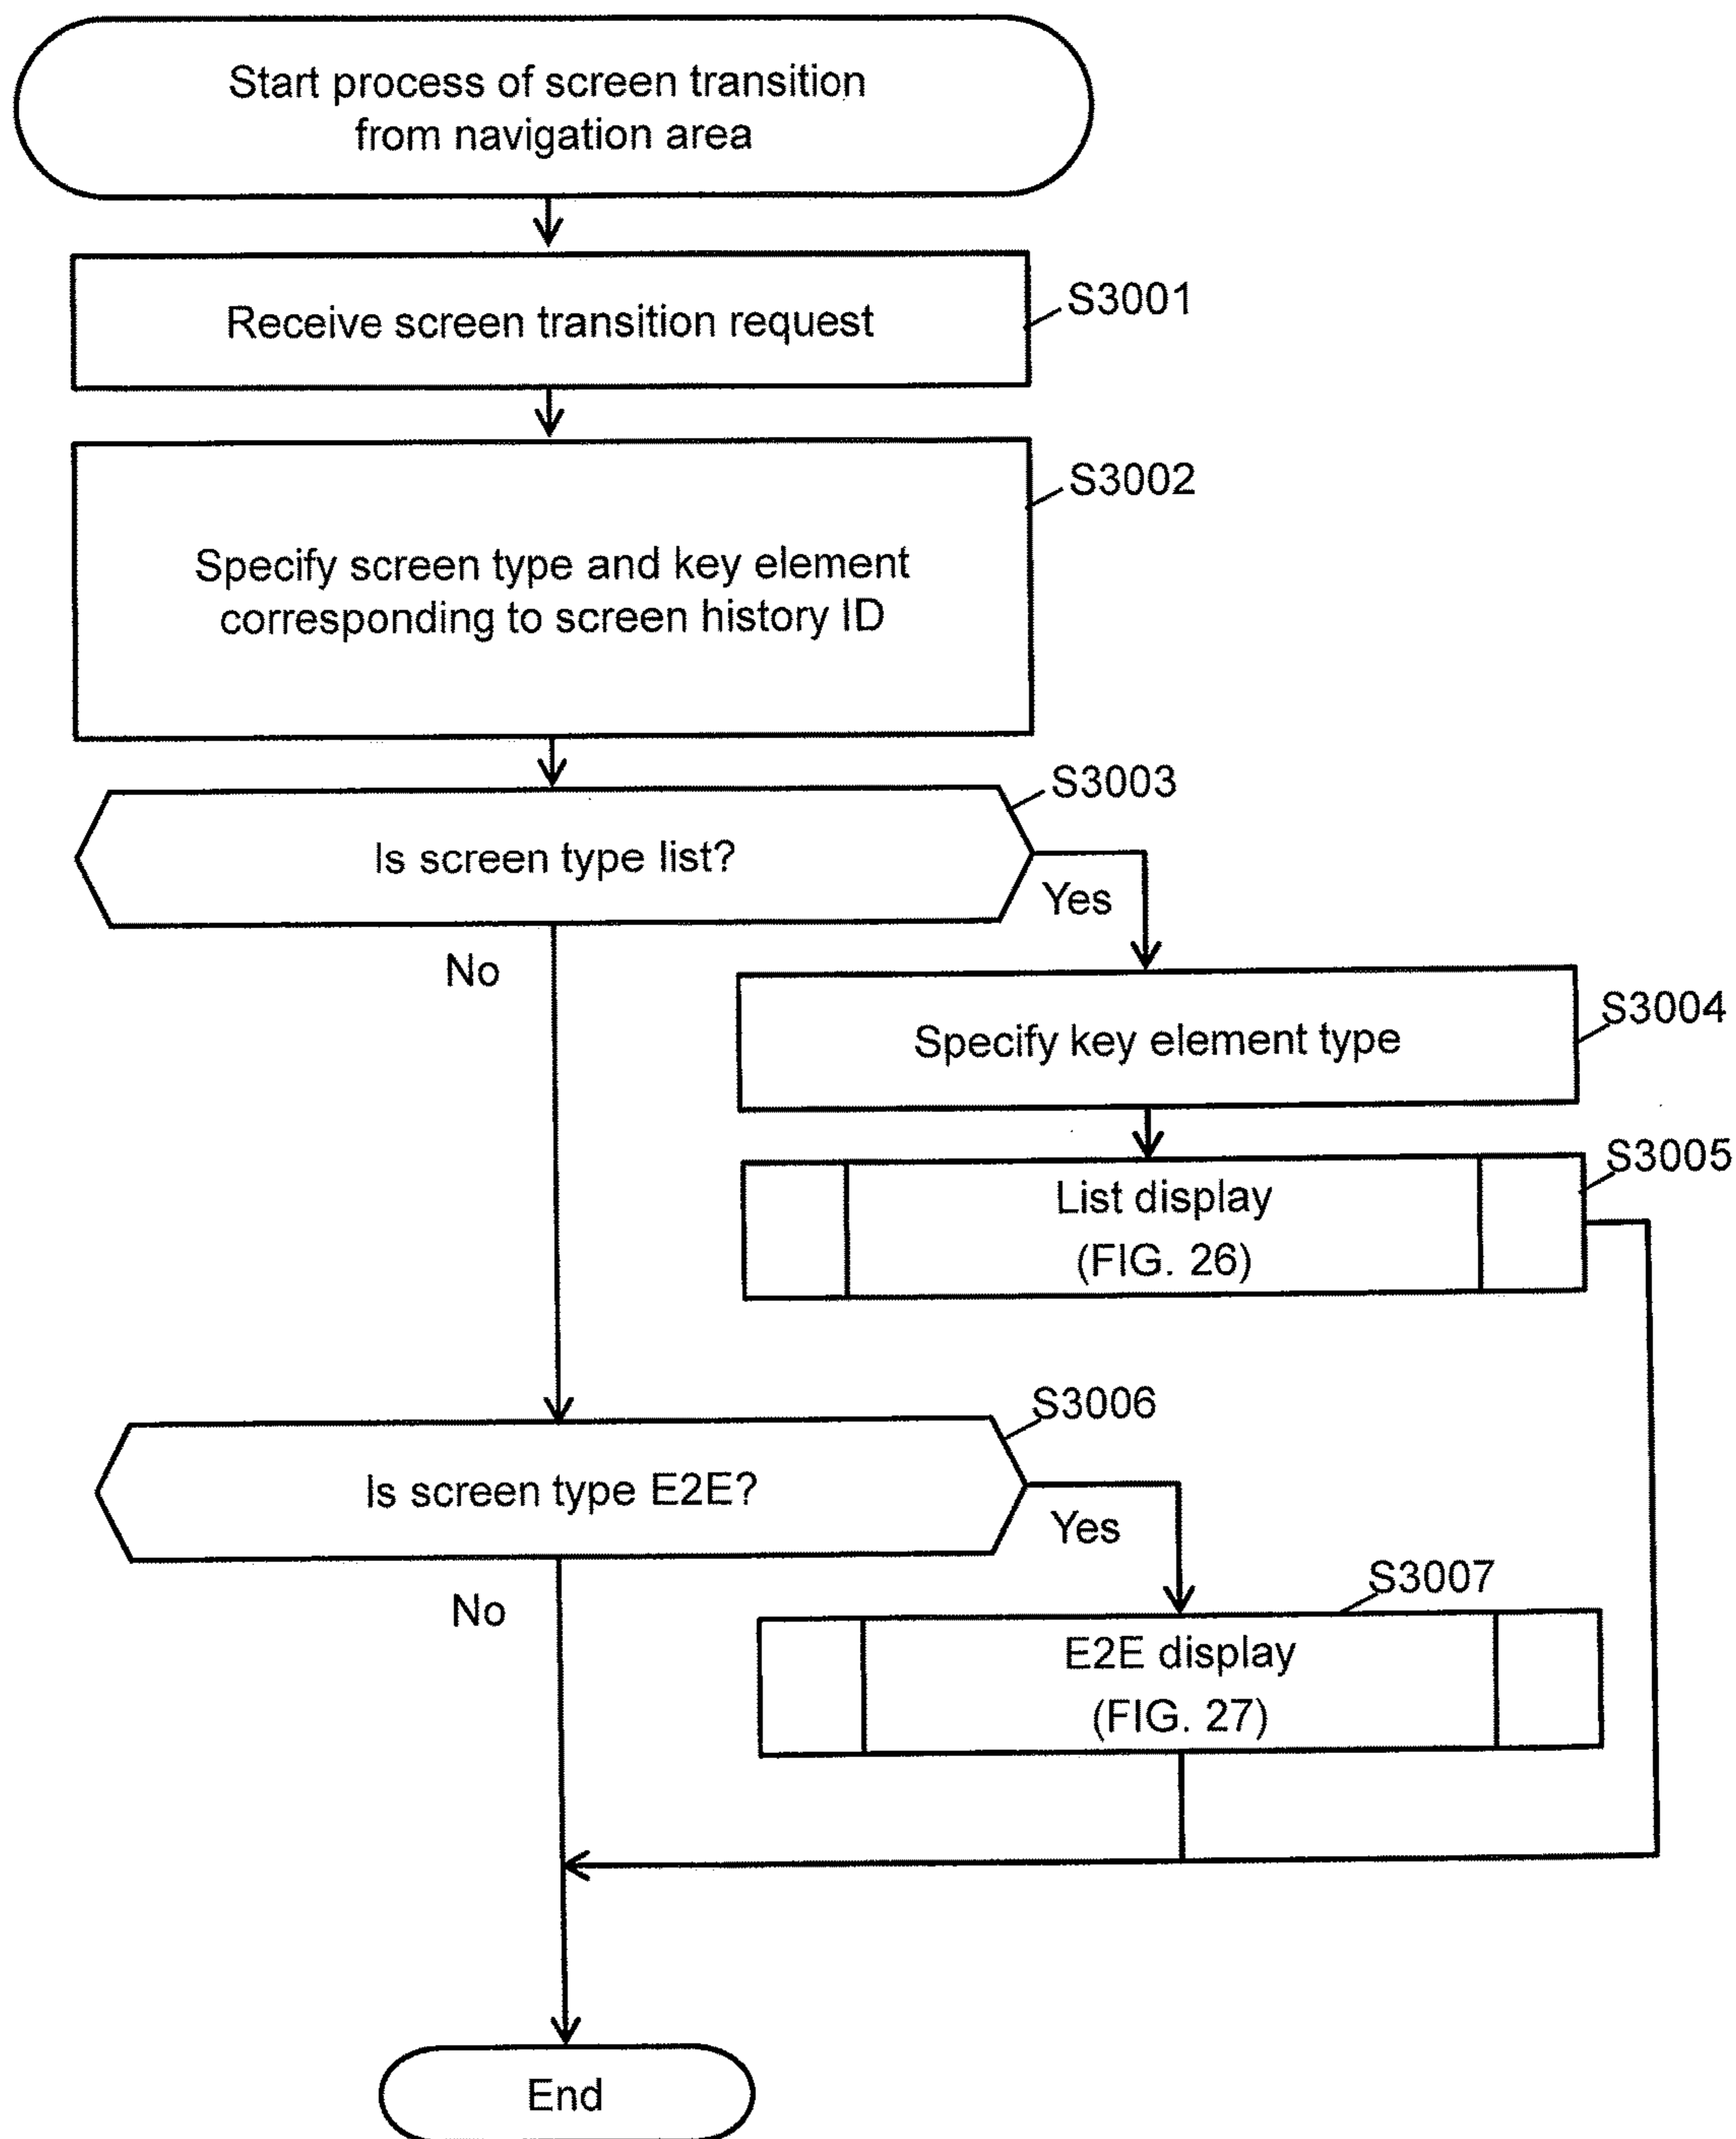 Start process of screen transition
from navigation area
Receive screen transition request
S3001
S3002
Specify screen type and key element
corresponding to screen history ID
S3003
Is screen type list?
Yes
No
S3004
Specify key element type
S3005
List display
(FIG. 26)
S3006
Is screen type E2E?
Yes
No
S3007
E2E display
(FIG. 27)
End